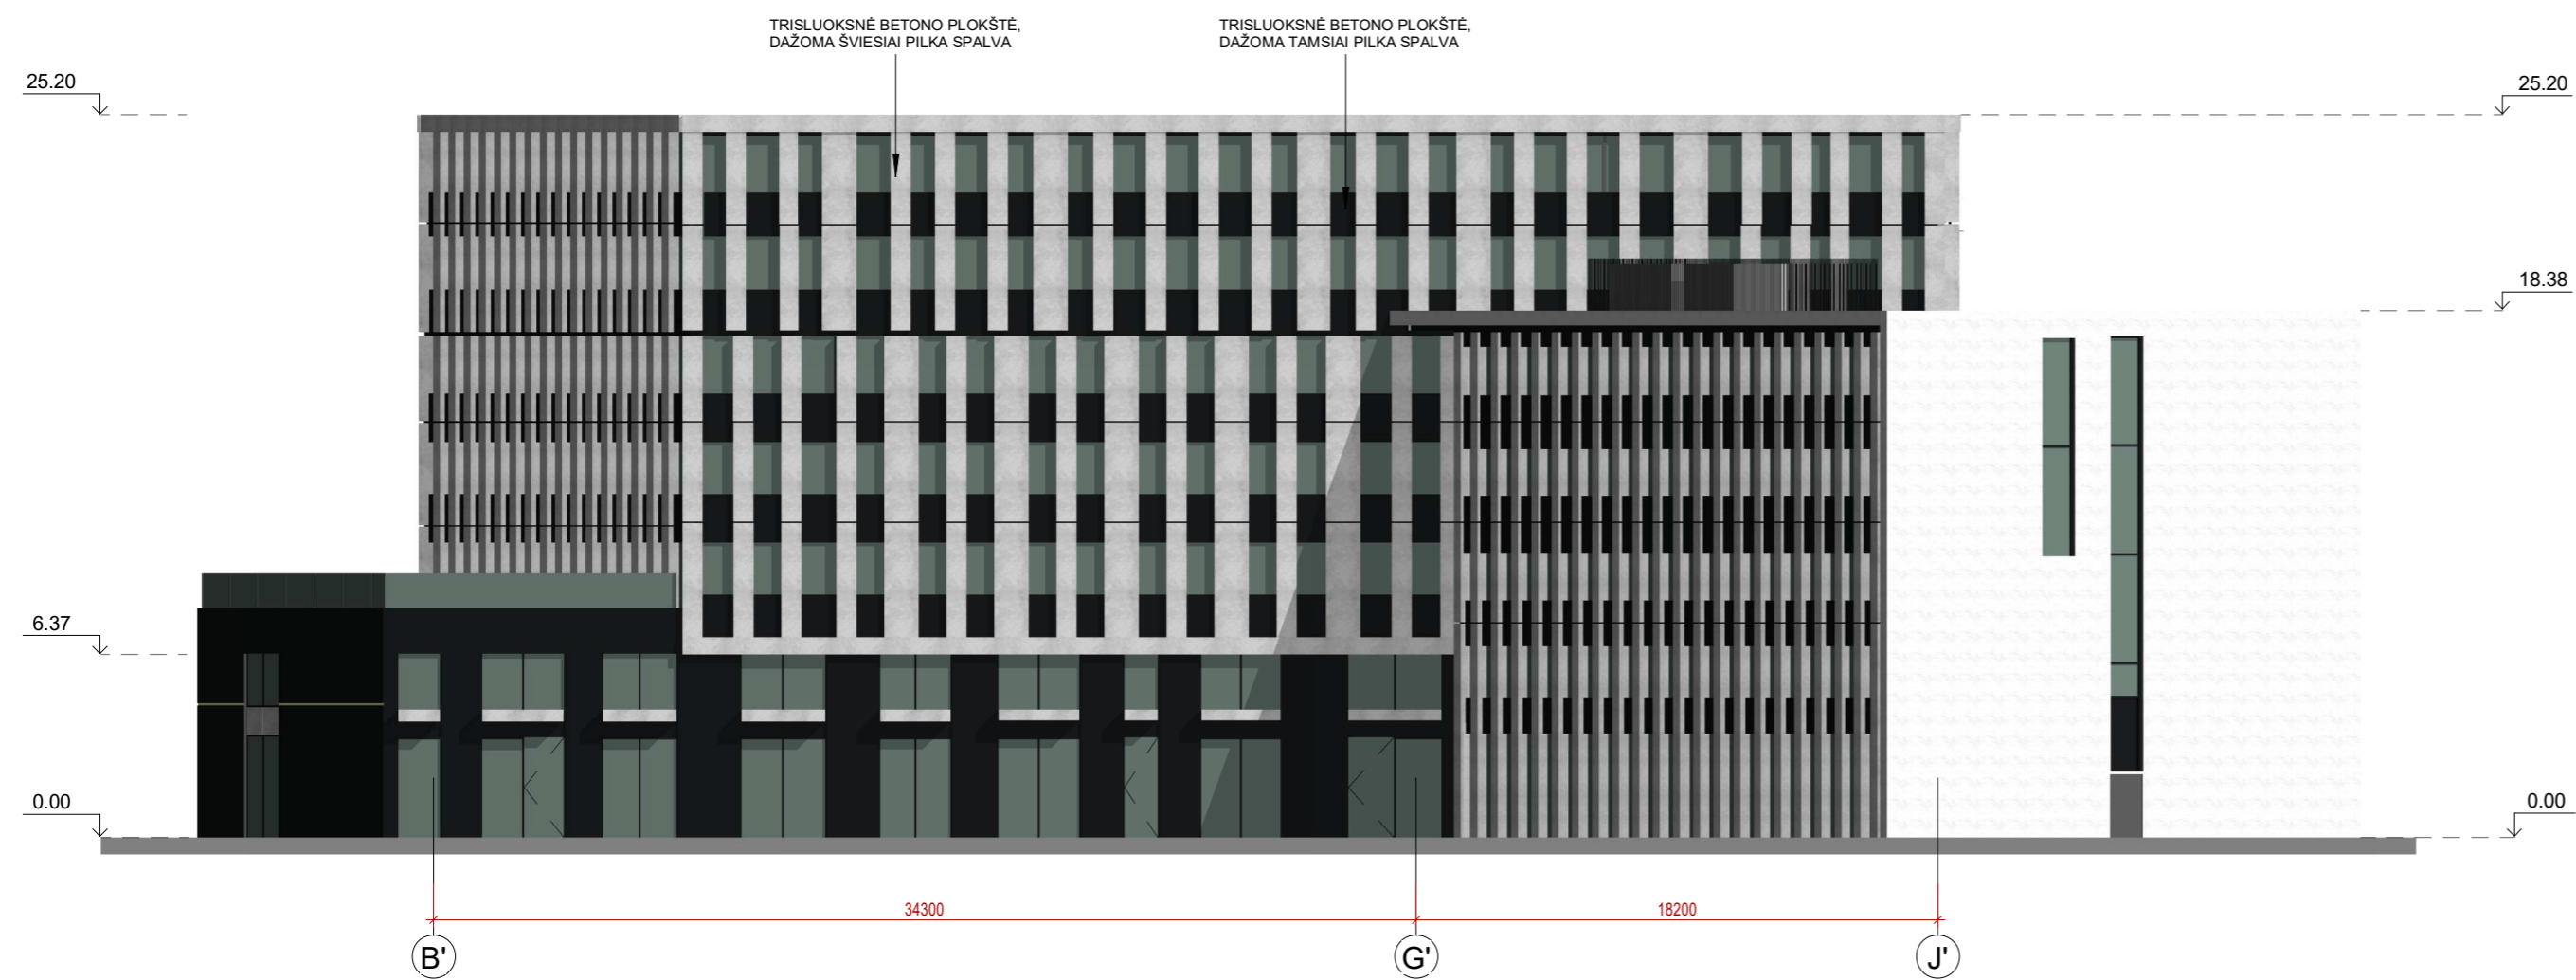 TRISLUOKSNĖ BETONO PLOKŠTĖ,
DAŽOMA ŠVIESIAI PILKA SPALVA
TRISLUOKSNĖ BETONO PLOKŠTĖ,
DAŽOMA TAMSIAI PILKA SPALVA
25.20
25.20
18.38
6.37
0.00
0.00
34300
18200
B'
G'
J'